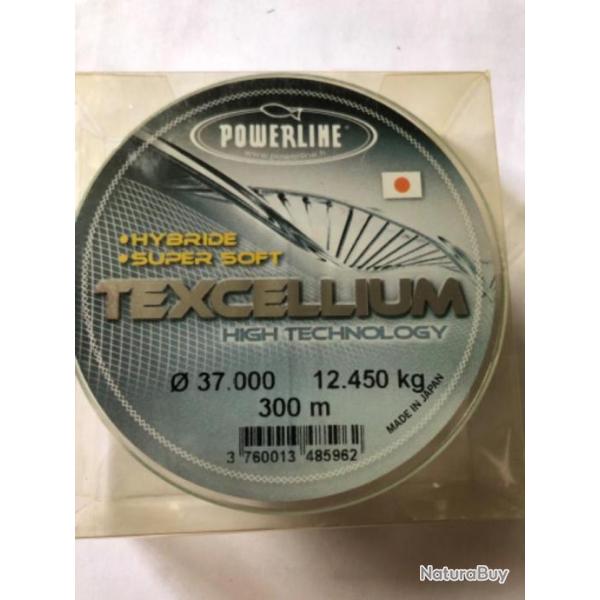 POWERLINE®
www.powerline.fr
• HYBRIDE
• SUPER SOFT
TEXCELLIUM
HIGH TECHNOLOGY
Ø 37.000 12.450 kg
300 m
MADE IN JAPAN
3 760013 485962
NaturaBuy